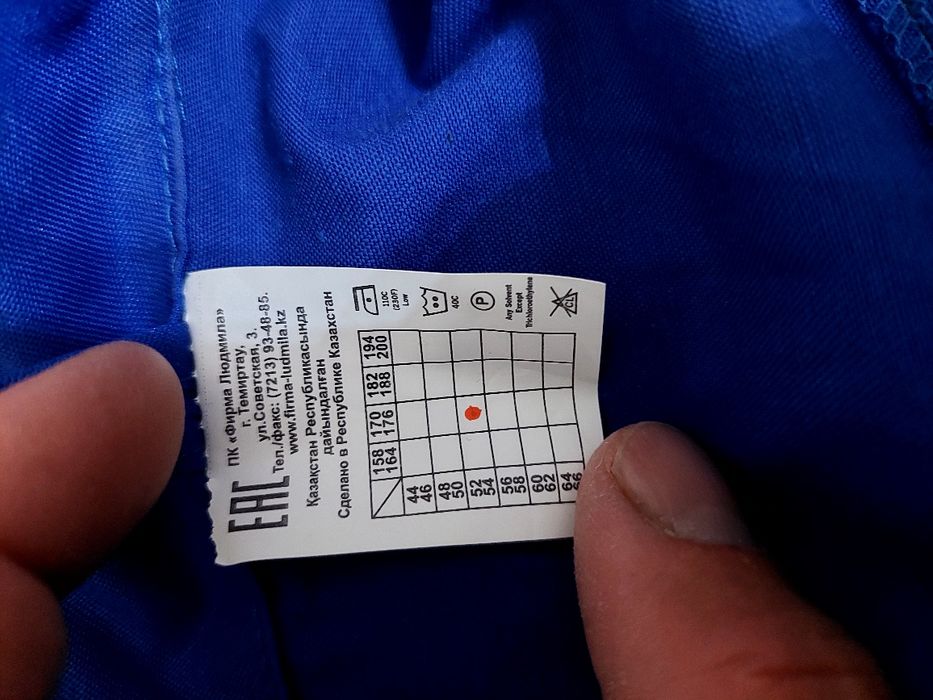 ПК «Фирма Людмила»
г. Темиртау,
ул.Советская, 3.
Тел./факс: (7213) 93-48-85.
www.firma-ludmila.kz
EAC
Қазақстан Республикасында
дайындалған
Сделано в Республике Казахстан
110C
(230F)
Low
40C
P
Any Solvent
Except
Trichloroethylene
CL
158 170 182 194
164 176 188 200
44
46
48
50
52
54
56
58
60
62
64
66